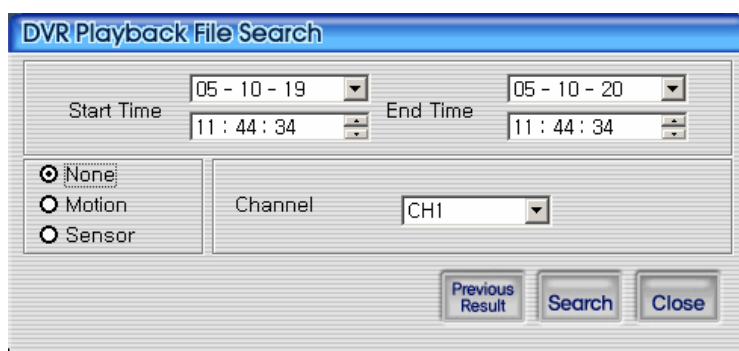 DVR Playback File Search
Start Time
05 - 10 - 19
11 : 44 : 34
End Time
05 - 10 - 20
11 : 44 : 34
None
Motion
Sensor
Channel
CH1
Previous
Result
Search
Close